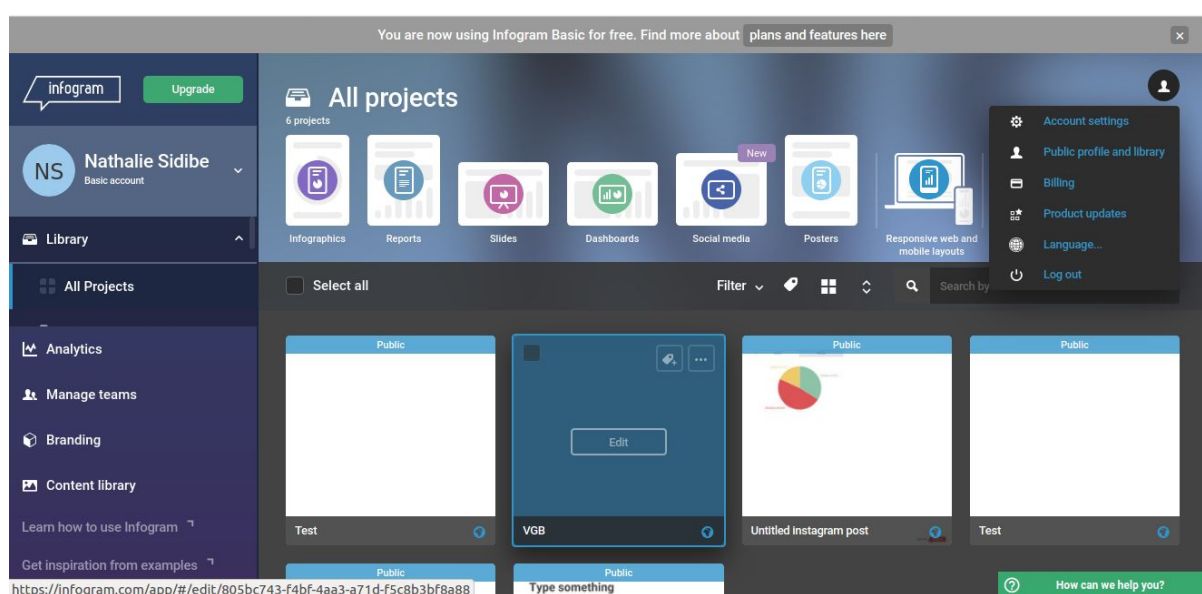 You are now using Infogram Basic for free. Find more about plans and features here
infogram
Upgrade
NS
Nathalie Sidibe
Basic account
Library
All Projects
Analytics
Manage teams
Branding
Content library
Learn how to use Infogram
Get inspiration from examples
https://infogram.com/app/#/edit/805bc743-f4bf-4aa3-a71d-f5c8b3bf8a88
All projects
6 projects
New
Infographics
Reports
Slides
Dashboards
Social media
Posters
Responsive web and
mobile layouts
Account settings
Public profile and library
Billing
Product updates
Language...
Log out
Select all
Filter
Search by
Public
Test
Edit
VGB
Public
Untitled instagram post
Public
Test
Public
Public
Type something
How can we help you?